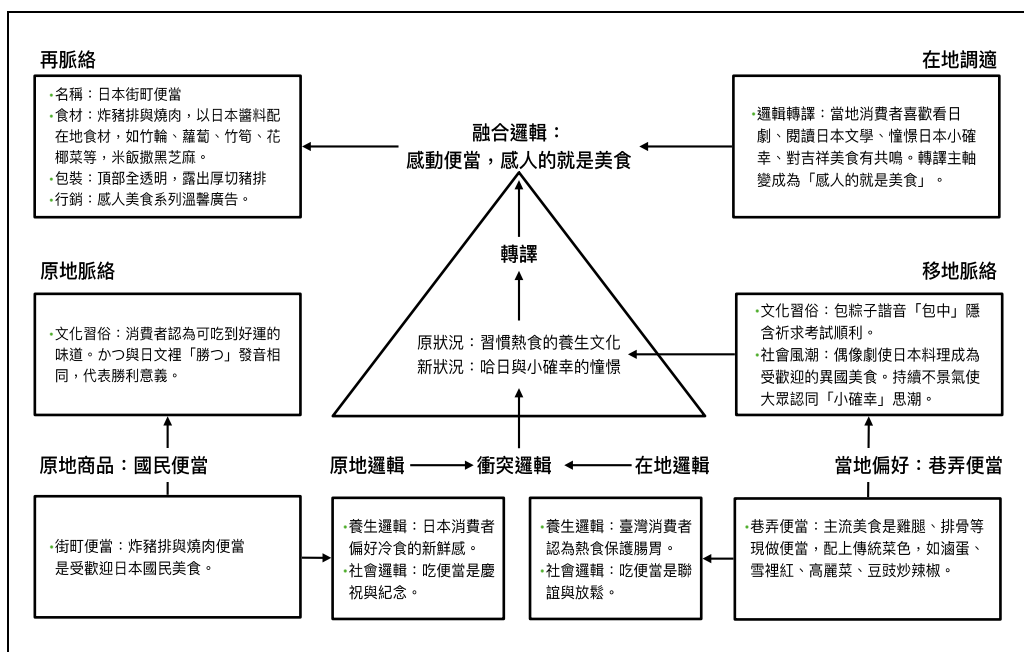 再脈絡
•名稱：日本街町便當
•食材：炸豬排與燒肉，以日本醬料配
在地食材，如竹輪、蘿蔔、竹筍、花
椰菜等，米飯撒黑芝麻。
•包裝：頂部全透明，露出厚切豬排
•行銷：感人美食系列溫馨廣告。
融合邏輯：
感動便當，感人的就是美食
在地調適
•邏輯轉譯：當地消費者喜歡看日
劇、閱讀日本文學、憧憬日本小確
幸、對吉祥美食有共鳴。轉譯主軸
變成為「感人的就是美食」。
轉譯
原地脈絡
•文化習俗：消費者認為可吃到好運的
味道。かつ與日文裡「勝つ」發音相
同，代表勝利意義。
原狀況：習慣熱食的養生文化
新狀況：哈日與小確幸的憧憬
移地脈絡
•文化習俗：包粽子諧音「包中」隱
含祈求考試順利。
•社會風潮：偶像劇使日本料理成為
受歡迎的異國美食。持續不景氣使
大眾認同「小確幸」思潮。
原地商品：國民便當
原地邏輯
衝突邏輯
在地邏輯
當地偏好：巷弄便當
•街町便當：炸豬排與燒肉便當
是受歡迎日本國民美食。
•養生邏輯：日本消費者
偏好冷食的新鮮感。
•社會邏輯：吃便當是慶
祝與紀念。
•養生邏輯：臺灣消費者
認為熱食保護腸胃。
•社會邏輯：吃便當是聯
誼與放鬆。
•巷弄便當：主流美食是雞腿、排骨等
現做便當，配上傳統菜色，如滷蛋、
雪裡紅、高麗菜、豆豉炒辣椒。